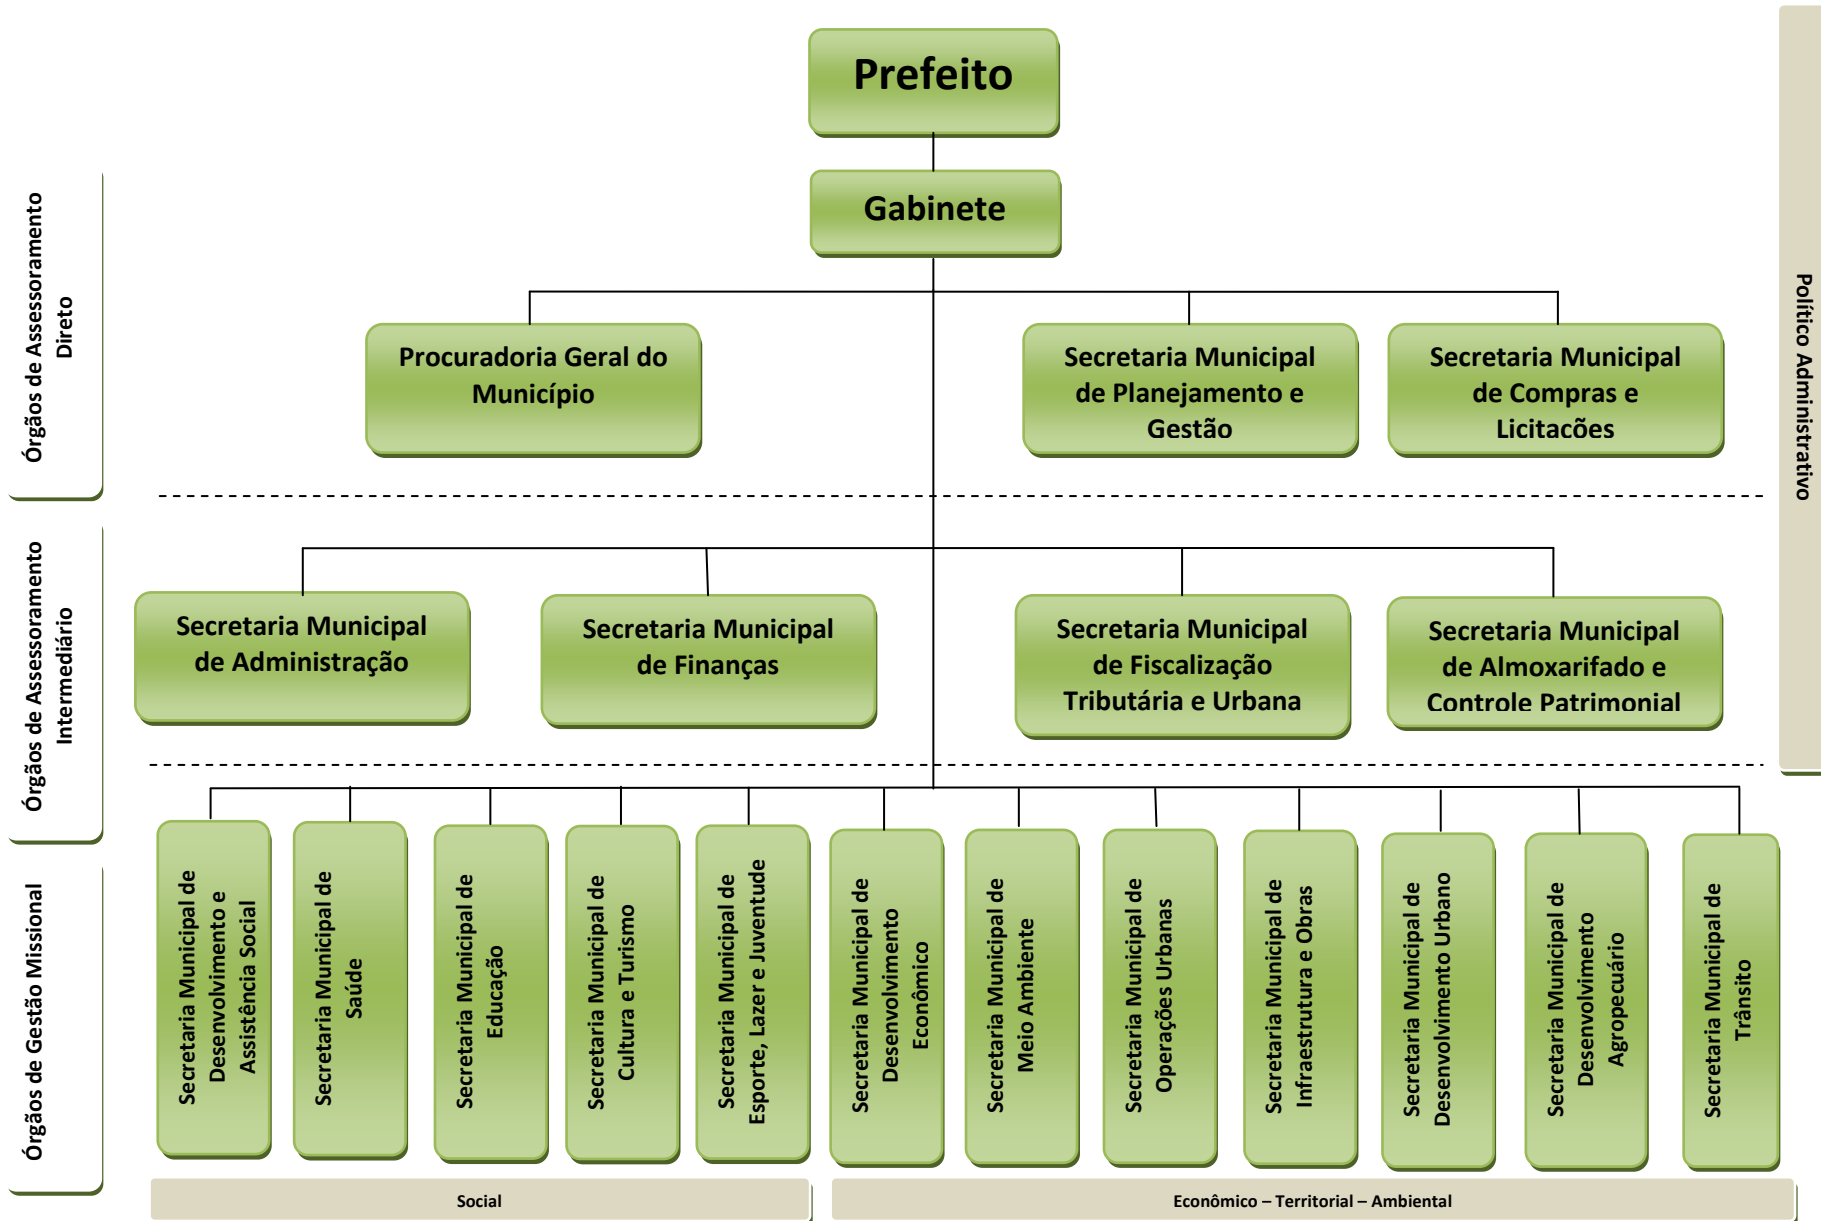 Prefeito
Gabinete
Órgãos de Assessoramento
Direto
Procuradoria Geral do
Município
Secretaria Municipal
de Planejamento e
Gestão
Secretaria Municipal
de Compras e
Licitações
Político Administrativo
Órgãos de Assessoramento
Intermediário
Secretaria Municipal
de Administração
Secretaria Municipal
de Finanças
Secretaria Municipal
de Fiscalização
Tributária e Urbana
Secretaria Municipal
de Almoxarifado e
Controle Patrimonial
Órgãos de Gestão Missional
Secretaria Municipal de
Desenvolvimento e
Assistência Social
Secretaria Municipal de
Saúde
Secretaria Municipal de
Educação
Secretaria Municipal de
Cultura e Turismo
Secretaria Municipal de
Esporte, Lazer e Juventude
Secretaria Municipal de
Desenvolvimento
Econômico
Secretaria Municipal de
Meio Ambiente
Secretaria Municipal de
Operações Urbanas
Secretaria Municipal de
Infraestrutura e Obras
Secretaria Municipal de
Desenvolvimento Urbano
Secretaria Municipal de
Desenvolvimento
Agropecuário
Secretaria Municipal de
Trânsito
Social
Econômico – Territorial – Ambiental